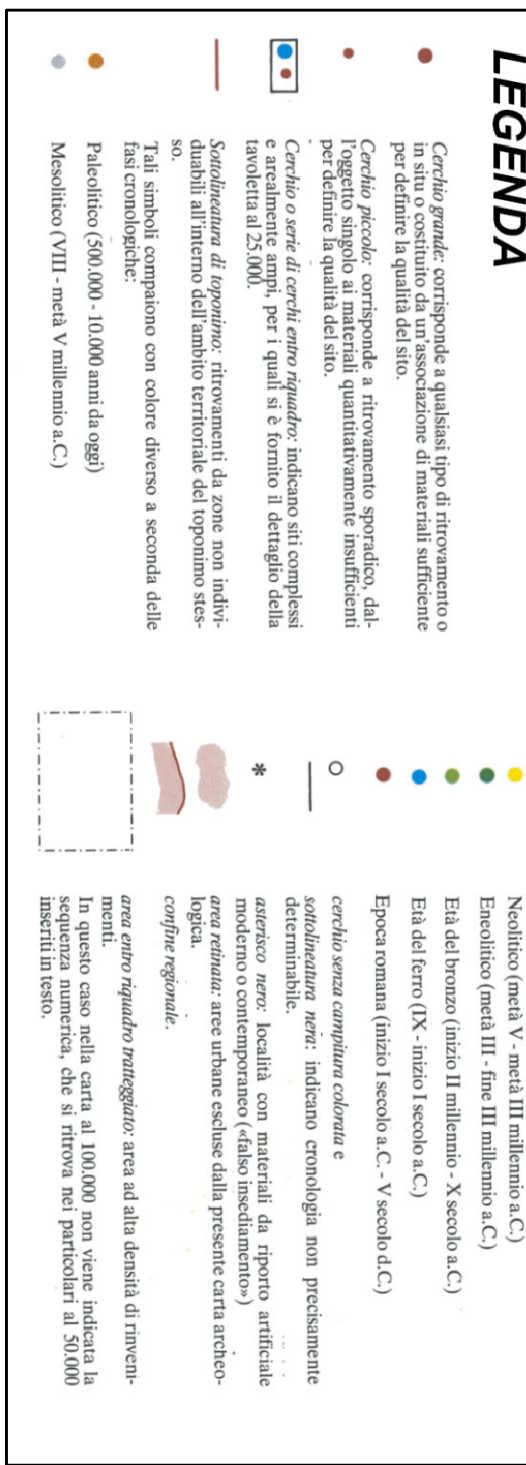 LEGENDA
Cerchio grande: corrisponde a qualsiasi tipo di ritrovamento o
in situ o costituito da un'associazione di materiali sufficiente
per definire la qualità del sito.
Cerchio piccolo: corrisponde a ritrovamento sporadico, dal-
l'oggetto singolo ai materiali quantitativamente insufficienti
per definire la qualità del sito.
Cerchio o serie di cerchi entro riquadro: indicano siti complessi
e arealmente ampi, per i quali si è fornito il dettaglio della
tavoletta al 25.000.
Sottolineatura di toponimo: ritrovamenti da zone non indivi-
duabili all'interno dell'ambito territoriale del toponimo stes-
so.
Tali simboli compaiono con colore diverso a seconda delle
fasi cronologiche:
Paleolitico (500.000 - 10.000 anni da oggi)
Mesolitico (VIII - metà V millennio a.C.)
Neolitico (metà V - metà III millennio a.C.)
Eneolitico (metà III - fine III millennio a.C.)
Età del bronzo (inizio II millennio - X secolo a.C.)
Età del ferro (IX - inizio I secolo a.C.)
Epoca romana (inizio I secolo a.C. - V secolo d.C.)
cerchio senza campitura colorata e
sottolineatura nera: indicano cronologia non precisamente
determinabile.
* asterisco nero: località con materiali da riporto artificiale
moderno o contemporaneo («falso insediamento»)
area retinata: aree urbane escluse dalla presente carta archeo-
logica.
confine regionale.
area entro riquadro tratteggiato: area ad alta densità di rinveni-
menti.
In questo caso nella carta al 100.000 non viene indicata la
sequenza numerica, che si ritrova nei particolari al 50.000
inseriti in testo.